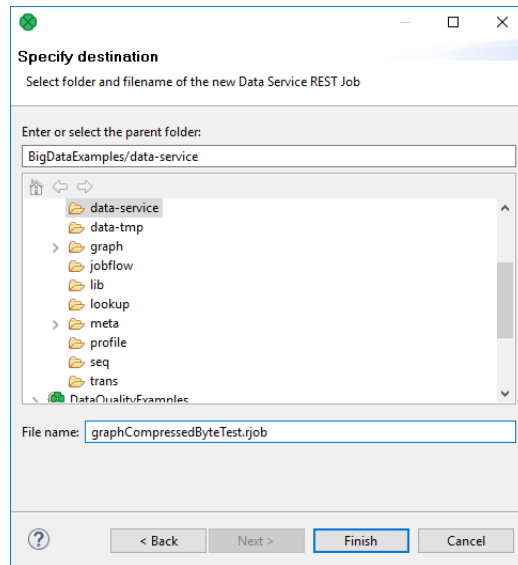 Specify destination
Select folder and filename of the new Data Service REST Job
Enter or select the parent folder:
BigDataExamples/data-service
data-service
data-tmp
graph
jobflow
lib
lookup
meta
profile
seq
trans
DataQualityExamples
File name: graphCompressedByteTest.rjob
< Back Next > Finish Cancel